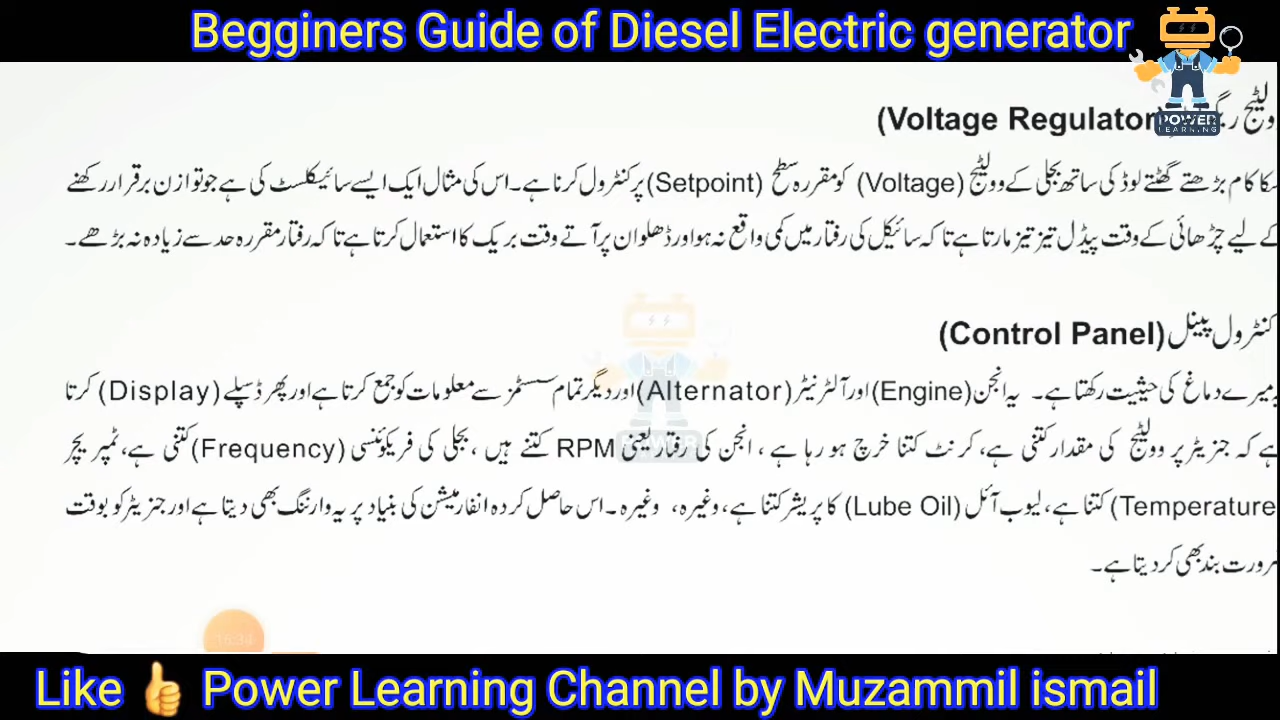 Begginers Guide of Diesel Electric generator
POWER
LEARNING
وولٹیج (Voltage Regulator)
کا کام بڑھتے گھٹتے لوڈ کی ساتھ بجلی کے وولٹیج (Voltage) کو مقررہ سطح (Setpoint) پر کنٹرول کرنا ہے۔ اس کی مثال ایک ایسے سائیکلسٹ کی ہے جو توازن برقرار رکھنے
کے لیے چڑھائی کے وقت پیڈل تیز تیز مارتا ہے تا کہ سائیکل کی رفتار میں کمی واقع نہ ہو اور ڈھلوان پر آتے وقت بریک کا استعمال کرتا ہے تا کہ رفتار مقررہ حد سے زیادہ نہ بڑھے۔
کنٹرول پینل (Control Panel)
میرے دماغ کی حیثیت رکھتا ہے۔ یہ انجن (Engine) اور آلٹرنیٹر (Alternator) اور دیگر تمام سسٹمز سے معلومات کو جمع کرتا ہے اور پھر ڈسپلے (Display) کرتا
ہے کہ جنریٹر پر وولٹیج کی مقدار کتنی ہے، کرنٹ کتنا خرچ ہو رہا ہے، انجن کی رفتار یعنی RPM کتنے ہیں، بجلی کی فریکوئنسی (Frequency) کتنی ہے، ٹمپریچر
(Temperature) کتنا ہے، لیوب آئل (Lube Oil) کا پریشر کتنا ہے، وغیرہ، وغیرہ۔ اس حاصل کردہ انفارمیشن کی بنیاد پر یہ وارننگ بھی دیتا ہے اور جنریٹر کو بوقت
ضرورت بند بھی کر دیتا ہے۔
16:34
Like 👍 Power Learning Channel by Muzammil ismail